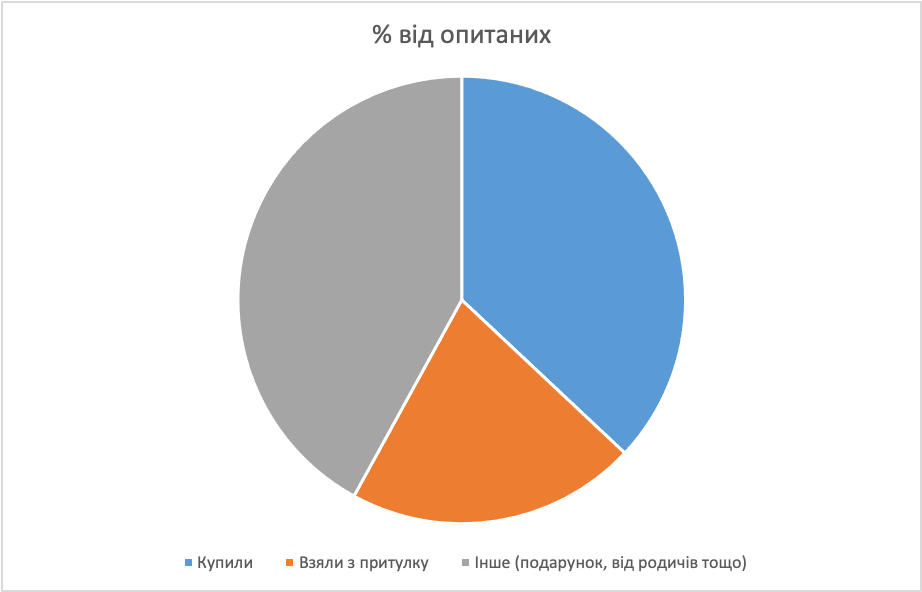 % від опитаних
Купили
Взяли з притулку
Інше (подарунок, від родичів тощо)